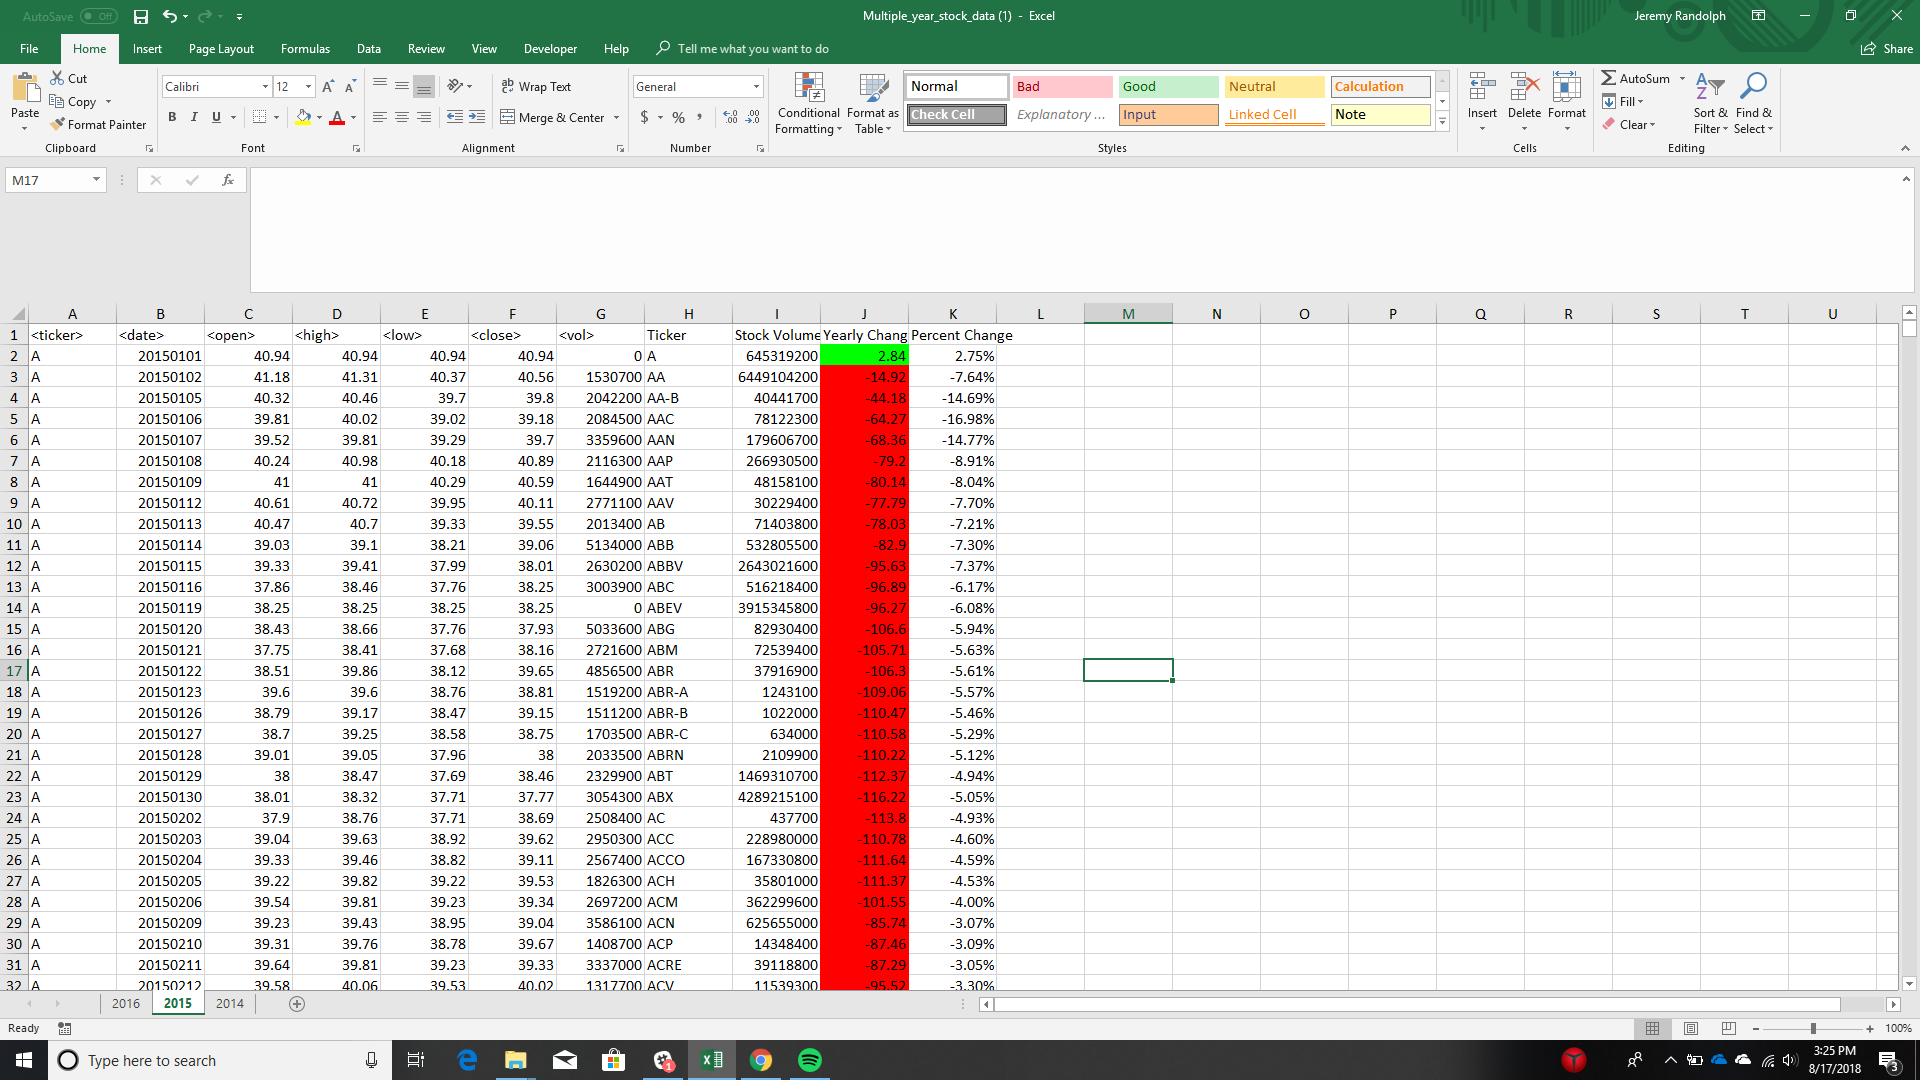 AutoSave Off Multiple_year_stock_data (1) - Excel Jeremy Randolph
File Home Insert Page Layout Formulas Data Review View Developer Help Tell me what you want to do Share
Paste Cut Copy Format Painter Clipboard
Calibri 12 B I U Font
Wrap Text Merge & Center Alignment
General $ % , Number
Conditional Formatting Format as Table
Normal Bad Good Neutral Calculation
Check Cell Explanatory ... Input Linked Cell Note
Styles
Insert Delete Format Cells
AutoSum Fill Clear Sort & Filter Find & Select Editing
M17 fx
A B C D E F G H I J K L M N O P Q R S T U
1 <ticker> <date> <open> <high> <low> <close> <vol> Ticker Stock Volume Yearly Chang Percent Change
2 A 20150101 40.94 40.94 40.94 40.94 0 A 645319200 2.84 2.75%
3 A 20150102 41.18 41.31 40.37 40.56 1530700 AA 6449104200 -14.92 -7.64%
4 A 20150105 40.32 40.46 39.7 39.8 2042200 AA-B 40441700 -44.18 -14.69%
5 A 20150106 39.81 40.02 39.02 39.18 2084500 AAC 78122300 -64.27 -16.98%
6 A 20150107 39.52 39.81 39.29 39.7 3359600 AAN 179606700 -68.36 -14.77%
7 A 20150108 40.24 40.98 40.18 40.89 2116300 AAP 266930500 -79.2 -8.91%
8 A 20150109 41 41 40.29 40.59 1644900 AAT 48158100 -80.14 -8.04%
9 A 20150112 40.61 40.72 39.95 40.11 2771100 AAV 30229400 -77.79 -7.70%
10 A 20150113 40.47 40.7 39.33 39.55 2013400 AB 71403800 -78.03 -7.21%
11 A 20150114 39.03 39.1 38.21 39.06 5134000 ABB 532805500 -82.9 -7.30%
12 A 20150115 39.33 39.41 37.99 38.01 2630200 ABBV 2643021600 -95.63 -7.37%
13 A 20150116 37.86 38.46 37.76 38.25 3003900 ABC 516218400 -96.89 -6.17%
14 A 20150119 38.25 38.25 38.25 38.25 0 ABEV 3915345800 -96.27 -6.08%
15 A 20150120 38.43 38.66 37.76 37.93 5033600 ABG 82930400 -106.6 -5.94%
16 A 20150121 37.75 38.41 37.68 38.16 2721600 ABM 72539400 -105.71 -5.63%
17 A 20150122 38.51 39.86 38.12 39.65 4856500 ABR 37916900 -106.3 -5.61%
18 A 20150123 39.6 39.6 38.76 38.81 1519200 ABR-A 1243100 -109.06 -5.57%
19 A 20150126 38.79 39.17 38.47 39.15 1511200 ABR-B 1022000 -110.47 -5.46%
20 A 20150127 38.7 39.25 38.58 38.75 1703500 ABR-C 634000 -110.58 -5.29%
21 A 20150128 39.01 39.05 37.96 38 2033500 ABRN 2109900 -110.22 -5.12%
22 A 20150129 38 38.47 37.69 38.46 2329900 ABT 1469310700 -112.37 -4.94%
23 A 20150130 38.01 38.32 37.71 37.77 3054300 ABX 4289215100 -116.22 -5.05%
24 A 20150202 37.9 38.76 37.71 38.69 2508400 AC 437700 -113.8 -4.93%
25 A 20150203 39.04 39.63 38.92 39.62 2950300 ACC 228980000 -110.78 -4.60%
26 A 20150204 39.33 39.46 38.82 39.11 2567400 ACCO 167330800 -111.64 -4.59%
27 A 20150205 39.22 39.82 39.22 39.53 1826300 ACH 35801000 -111.37 -4.53%
28 A 20150206 39.54 39.81 39.23 39.34 2697200 ACM 362299600 -101.55 -4.00%
29 A 20150209 39.23 39.43 38.95 39.04 3586100 ACN 625655000 -85.74 -3.07%
30 A 20150210 39.31 39.76 38.78 39.67 1408700 ACP 14348400 -87.46 -3.09%
31 A 20150211 39.64 39.81 39.23 39.33 3337000 ACRE 39118800 -87.29 -3.05%
32 A 20150212 39.58 40.06 39.53 40.02 1317700 ACV 11539300 -95.52 -3.30%
2016 2015 2014
Ready 100%
Type here to search 1 3:25 PM
8/17/2018 3